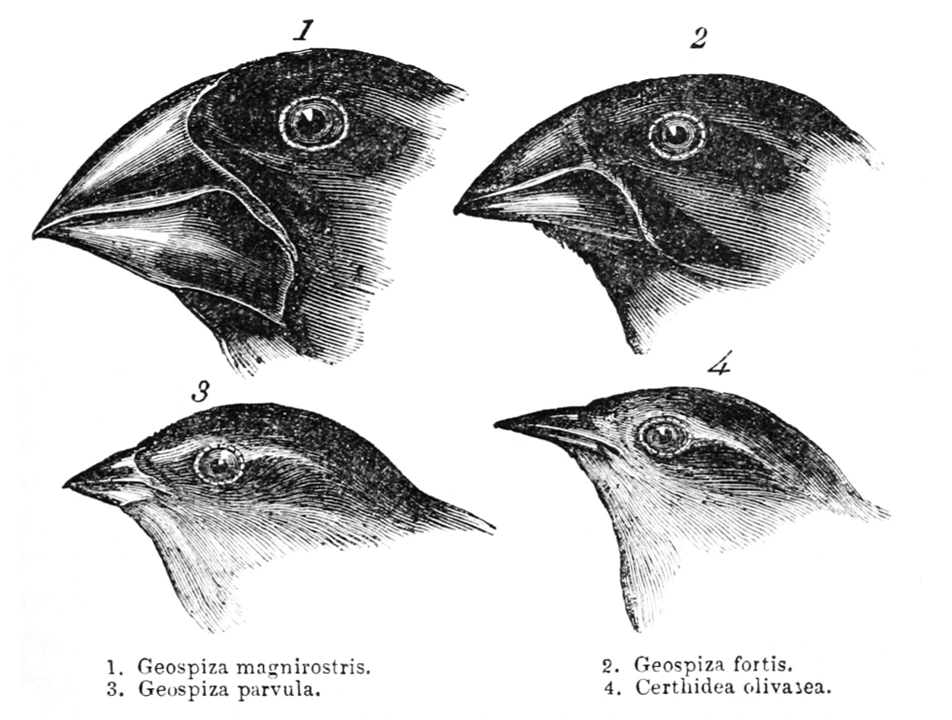 1
2
3
4
1. Geospiza magnirostris.
2. Geospiza fortis.
3. Geospiza parvula.
4. Certhidea olivasea.